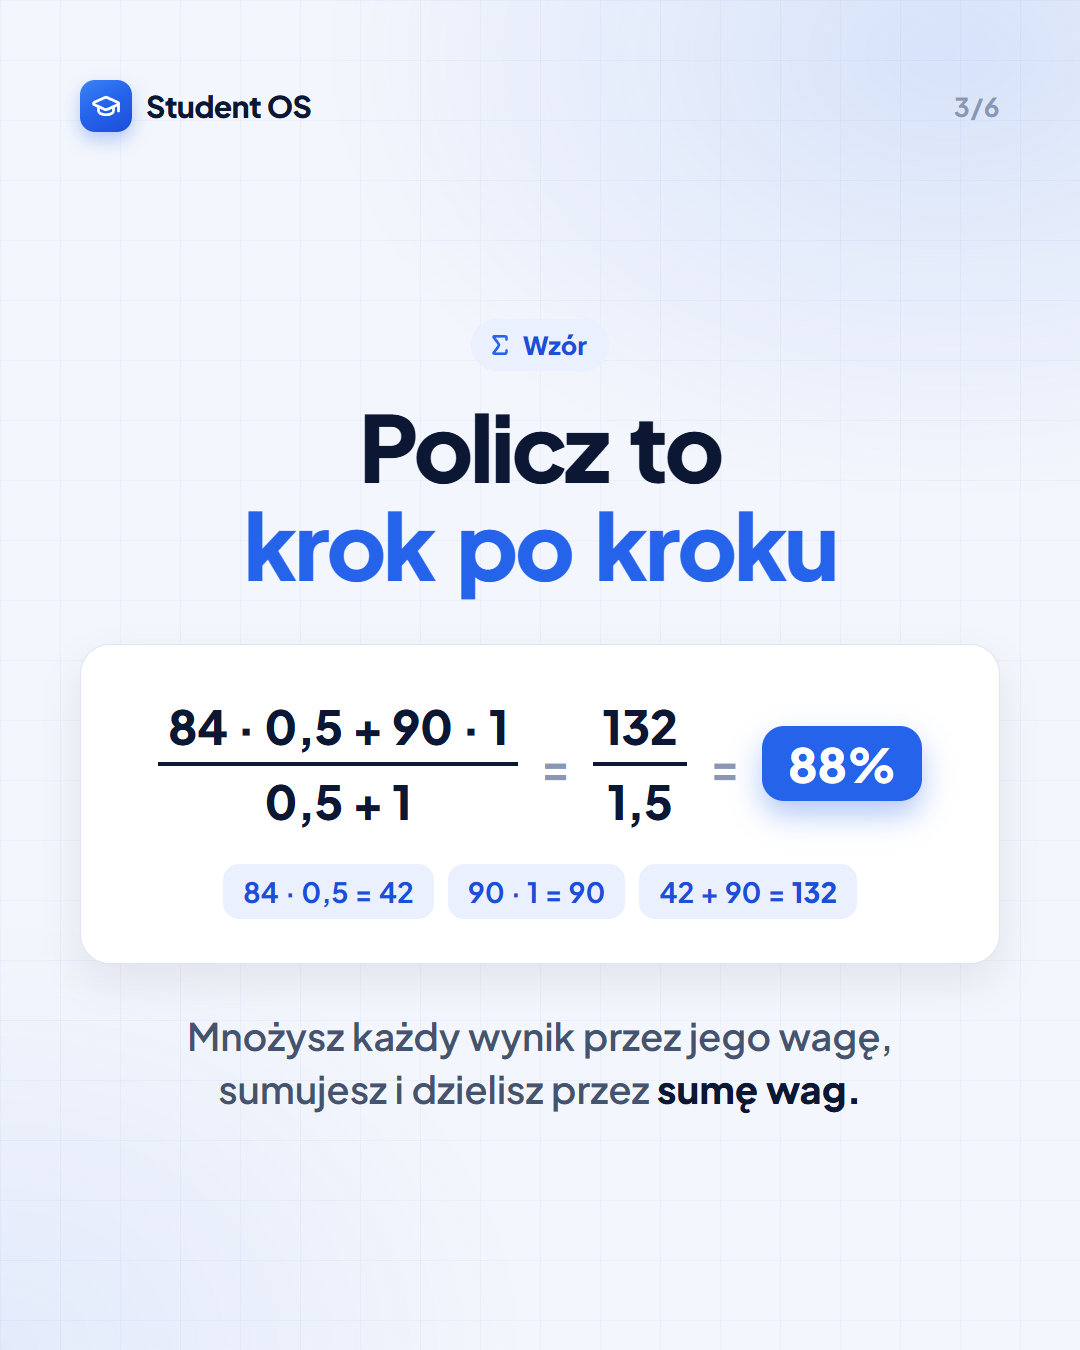 Student OS
3/6
Σ Wzór
Policz to
krok po kroku
84 · 0,5 + 90 · 1
0,5 + 1
=
132
1,5
=
88%
84 · 0,5 = 42
90 · 1 = 90
42 + 90 = 132
Mnożysz każdy wynik przez jego wagę,
sumujesz i dzielisz przez sumę wag.